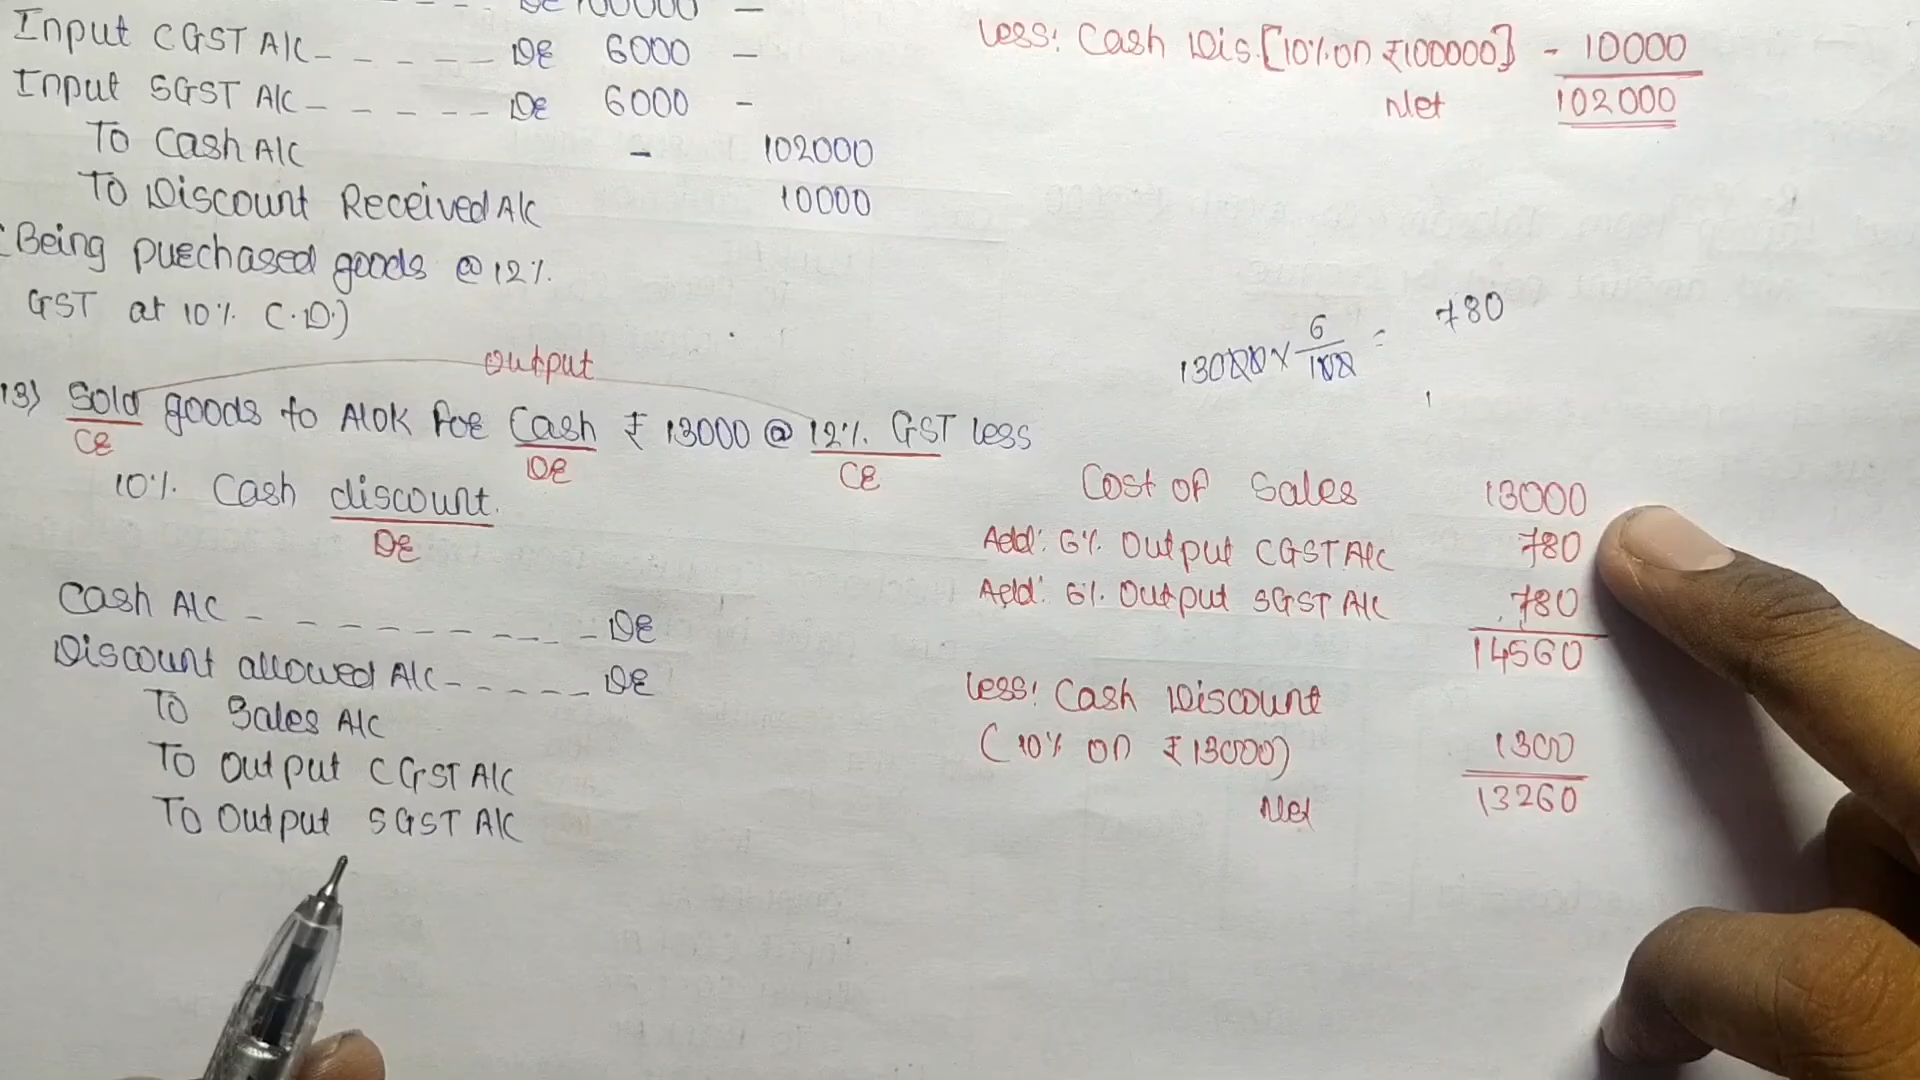 Dr 100000 -
Input CGST A/C - - - - - Dr 6000 -
Input SGST A/C - - - - - Dr 6000 -
To Cash A/C - 102000
To Discount Received A/C 10000
Being purchased goods @ 12%.
GST at 10% C.D.)
Less: Cash Dis. [10% on ₹100000] - 10000
Net 102000
13000 x 6/100 = 780
output
13) Sold goods to Alok for Cash ₹ 13000 @ 12% GST less
Cr Dr Cr
10% Cash discount.
Dr
Cash A/C - - - - - - - - - - Dr
Discount allowed A/C - - - - - Dr
To Sales A/C
To Output CGST A/C
To Output SGST A/C
Cost of Sales 13000
Add: 6% Output CGST A/C 780
Add: 6% Output SGST A/C 780
14560
Less: Cash Discount
(10% on ₹13000) 1300
Net 13260